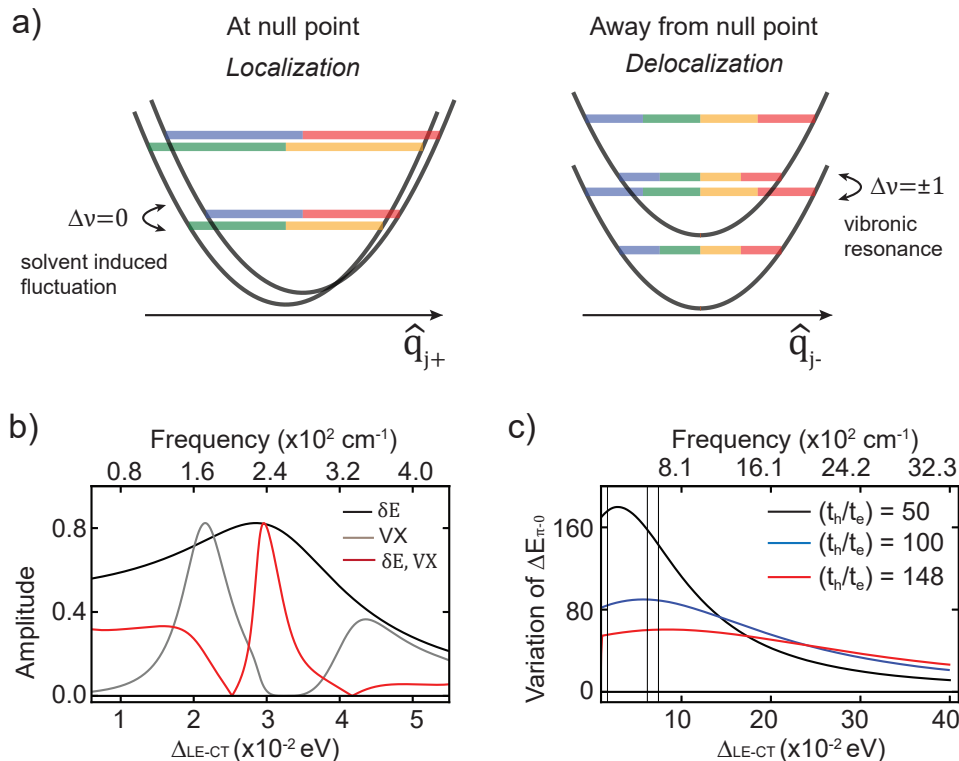 a)
At null point
Localization
Away from null point
Delocalization
Δν=0
solvent induced
fluctuation
q̂j+
Δν=±1
vibronic
resonance
q̂j-
b)
Frequency (x10² cm⁻¹)
0.8 1.6 2.4 3.2 4.0
Amplitude
0.8
0.4
0.0
δE
VX
δE, VX
1 2 3 4 5
ΔLE-CT (x10⁻² eV)
c)
Frequency (x10² cm⁻¹)
8.1 16.1 24.2 32.3
Variation of ΔEπ-0
160
80
0
(th/te) = 50
(th/te) = 100
(th/te) = 148
10 20 30 40
ΔLE-CT (x10⁻² eV)